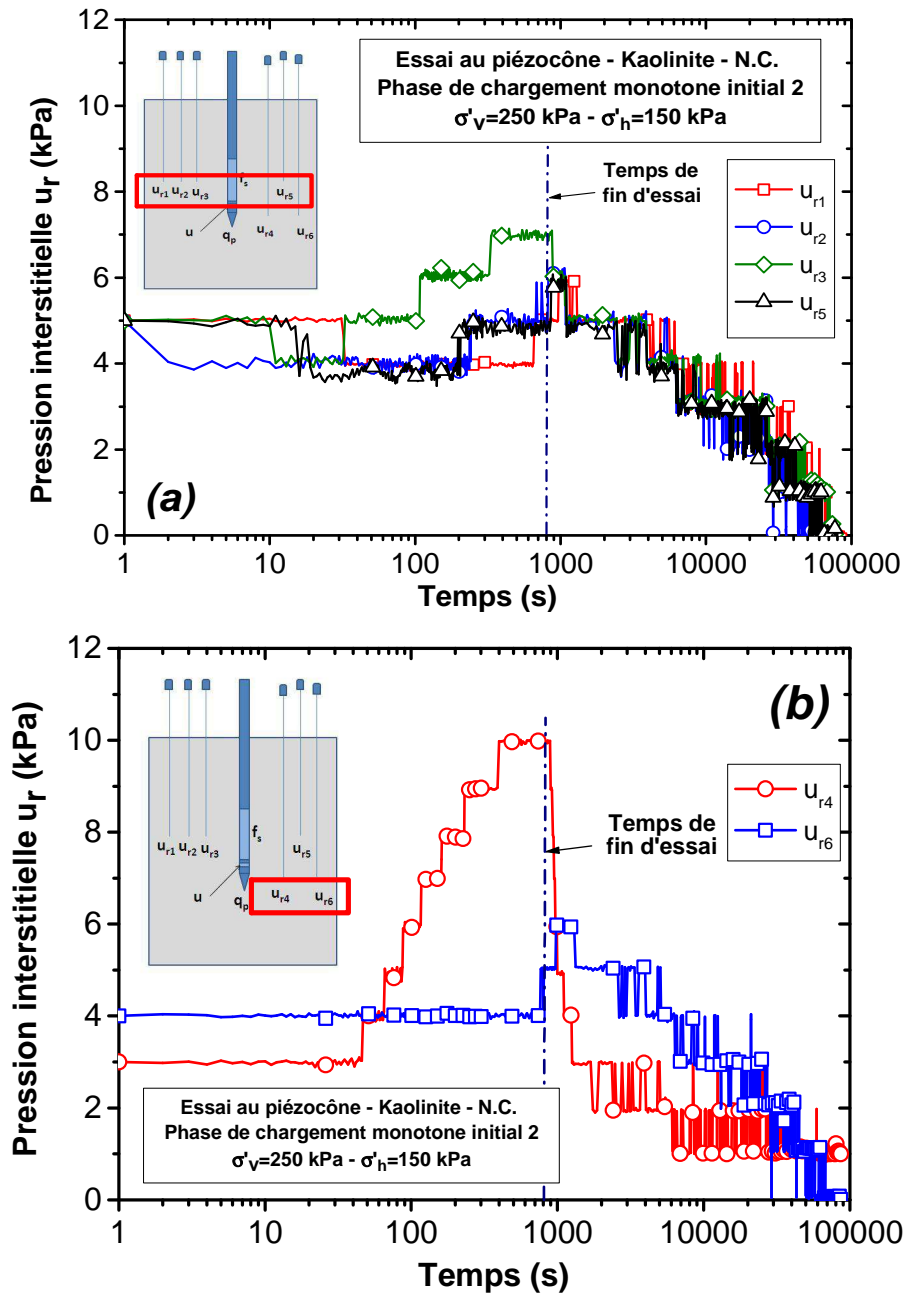 12
10
8
6
4
2
0
Pression interstitielle u_r (kPa)
Essai au piézocône - Kaolinite - N.C.
Phase de chargement monotone initial 2
σ'V=250 kPa - σ'h=150 kPa
Temps de
fin d'essai
u_r1
u_r2
u_r3
u_r5
u_r1 u_r2 u_r3 f_s u_r5
u q_p u_r4 u_r6
(a)
1 10 100 1000 10000 100000
Temps (s)
12
10
8
6
4
2
0
Pression interstitielle u_r (kPa)
(b)
u_r4
u_r6
Temps de
fin d'essai
f_s
u_r1 u_r2 u_r3 u_r5
u q_p u_r4 u_r6
Essai au piézocône - Kaolinite - N.C.
Phase de chargement monotone initial 2
σ'V=250 kPa - σ'h=150 kPa
1 10 100 1000 10000 100000
Temps (s)